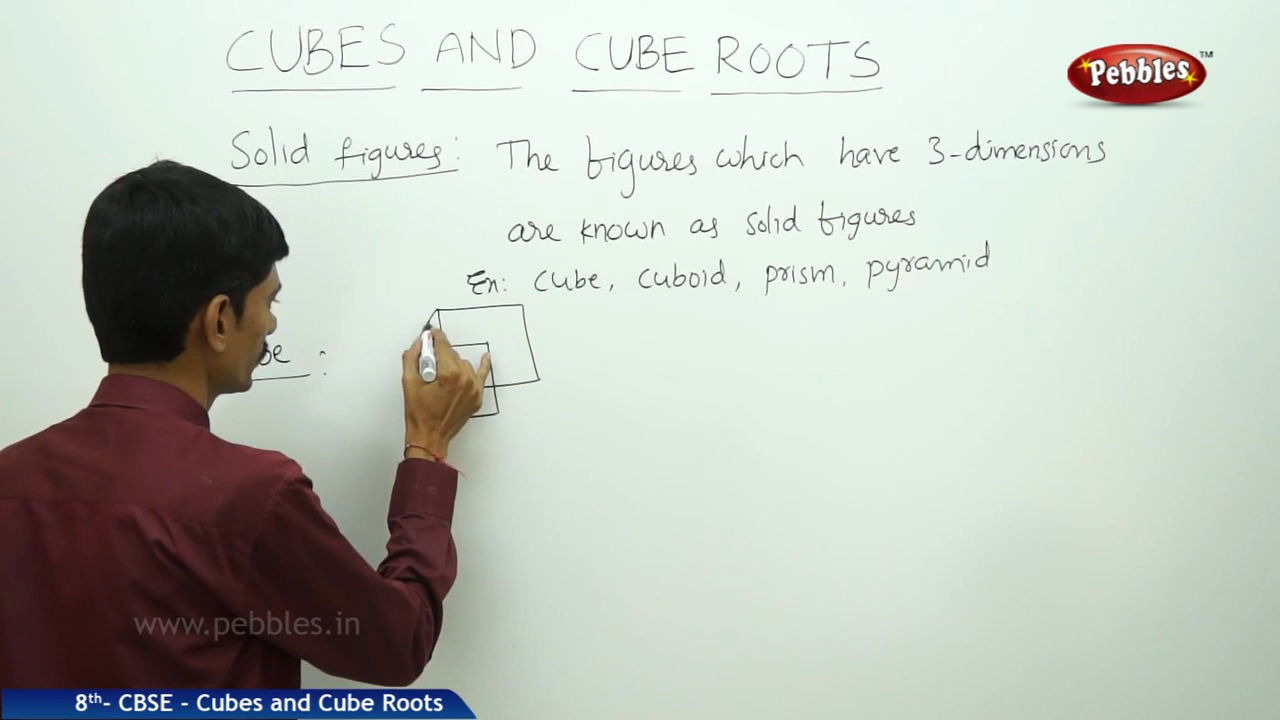 CUBES AND CUBE ROOTS
Pebbles™
Solid figures: The figures which have 3-dimensions
are known as solid figures
Ex: cube, cuboid, prism, pyramid
www.pebbles.in
8th- CBSE - Cubes and Cube Roots